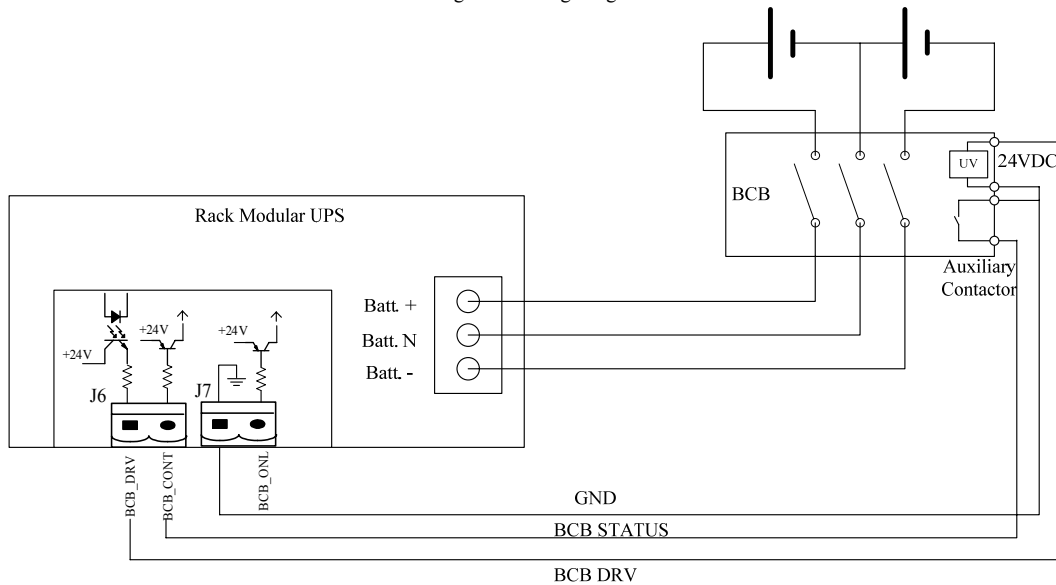 UV
24VDC
BCB
Rack Modular UPS
Auxiliary
Contactor
Batt. +
Batt. N
Batt. -
+24V
+24V
+24V
J6
J7
BCB_DRV
BCB_CONT
BCB_ONL
GND
BCB STATUS
BCB DRV